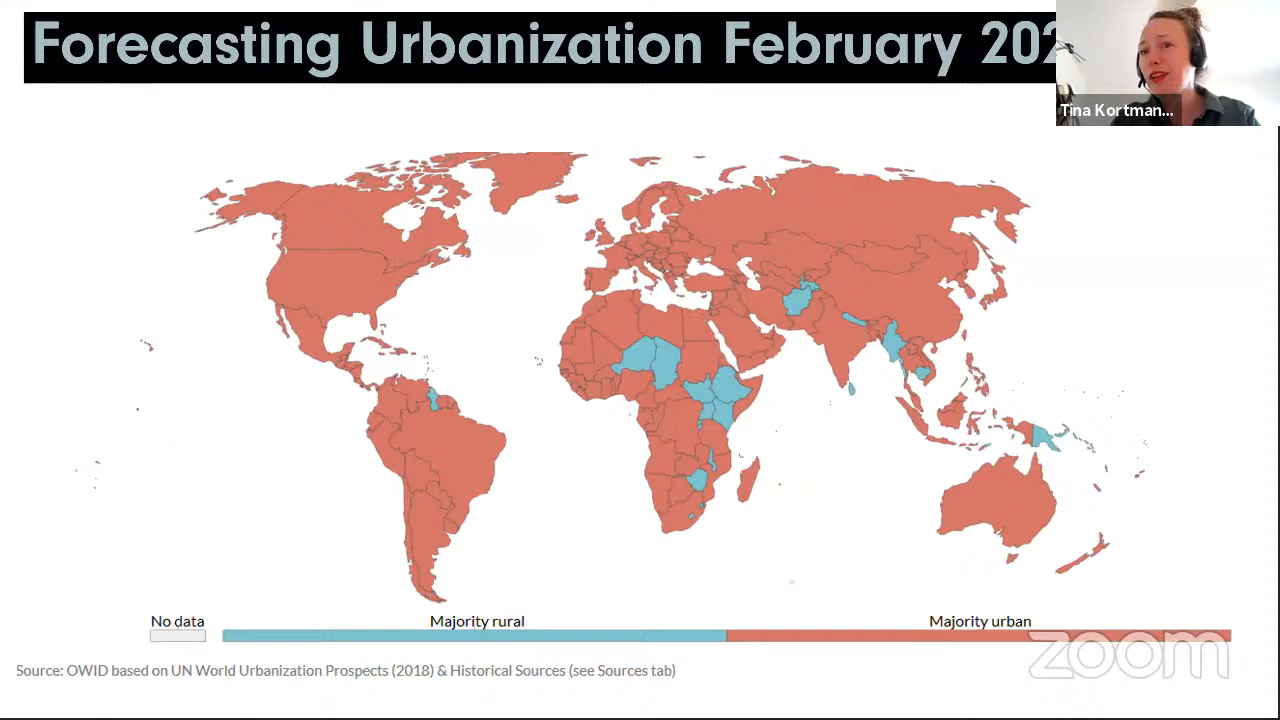 Forecasting Urbanization February 202
Tina Kortman...
No data
Majority rural
Majority urban
zoom
Source: OWID based on UN World Urbanization Prospects (2018) & Historical Sources (see Sources tab)